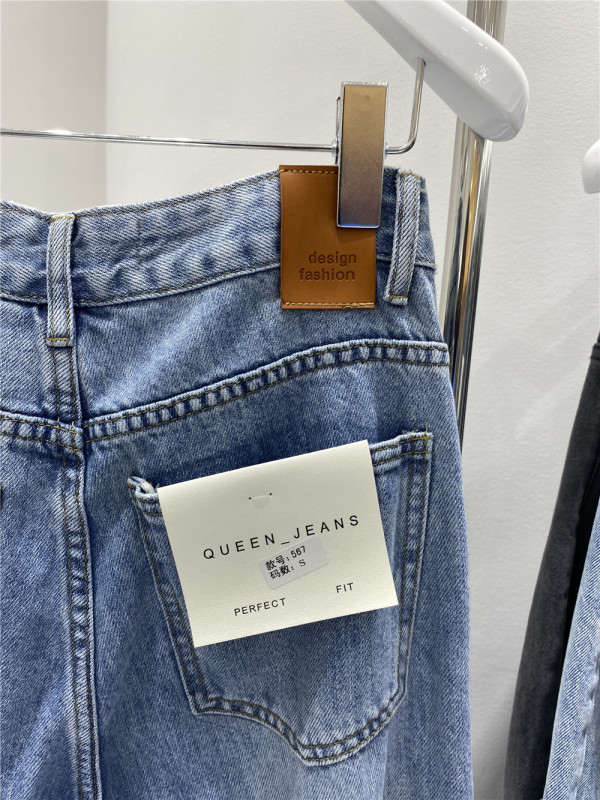 design
fashion
QUEEN_JEANS
款号:567
码数:S
PERFECT FIT